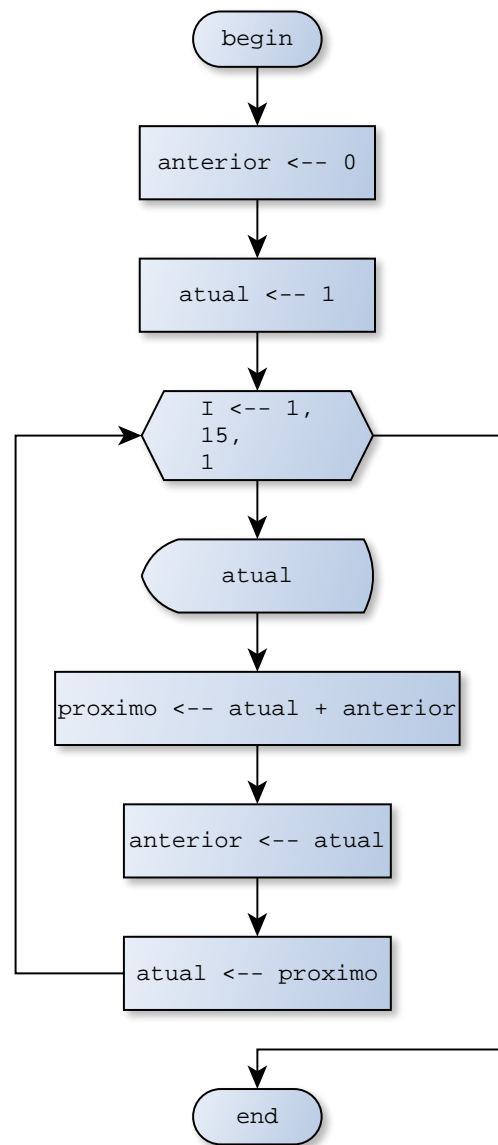 begin
anterior <-- 0
atual <-- 1
I <-- 1,
15,
1
atual
proximo <-- atual + anterior
anterior <-- atual
atual <-- proximo
end